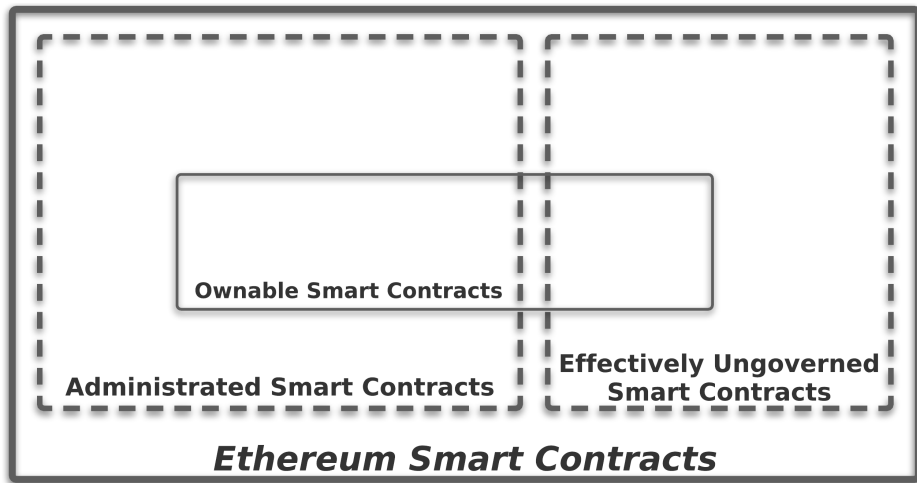 Ownable Smart Contracts
Administrated Smart Contracts
Effectively Ungoverned
Smart Contracts
Ethereum Smart Contracts